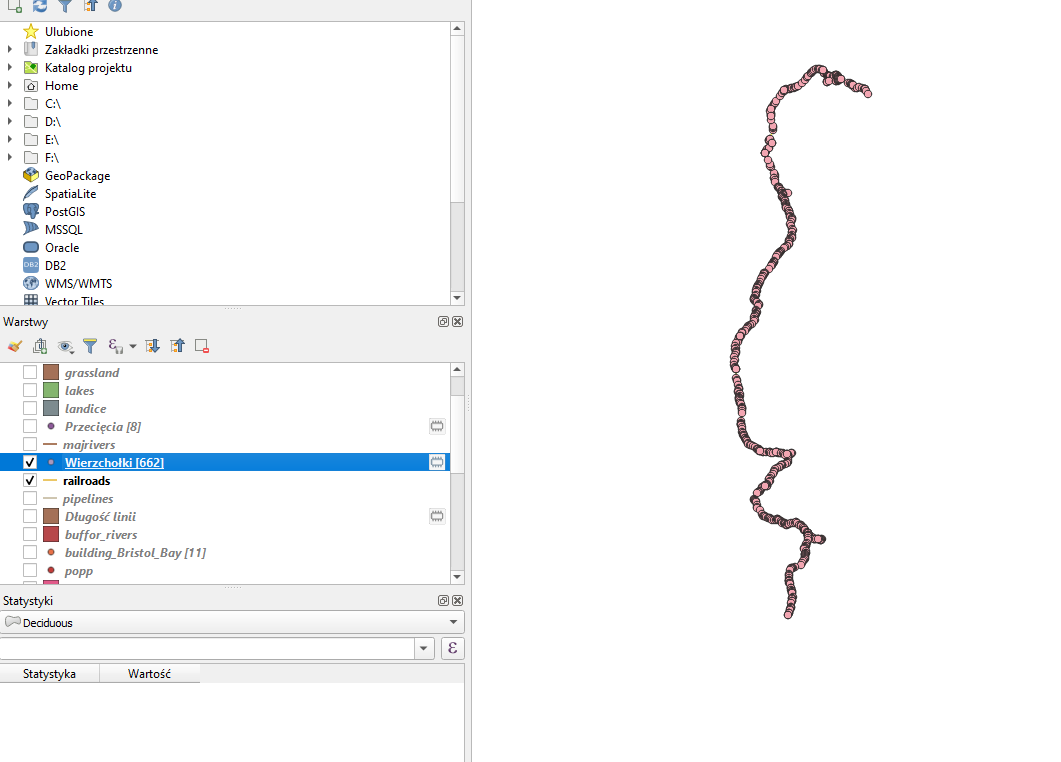 Ulubione
Zakładki przestrzenne
Katalog projektu
Home
C:\
D:\
E:\
F:\
GeoPackage
SpatiaLite
PostGIS
MSSQL
Oracle
DB2
DB2
WMS/WMTS
Vector Tiles
Warstwy
grassland
lakes
landice
Przecięcia [8]
majrivers
Wierzchołki [662]
railroads
pipelines
Długość linii
buffor_rivers
building_Bristol_Bay [11]
popp
Statystyki
Deciduous
ε
Statystyka Wartość